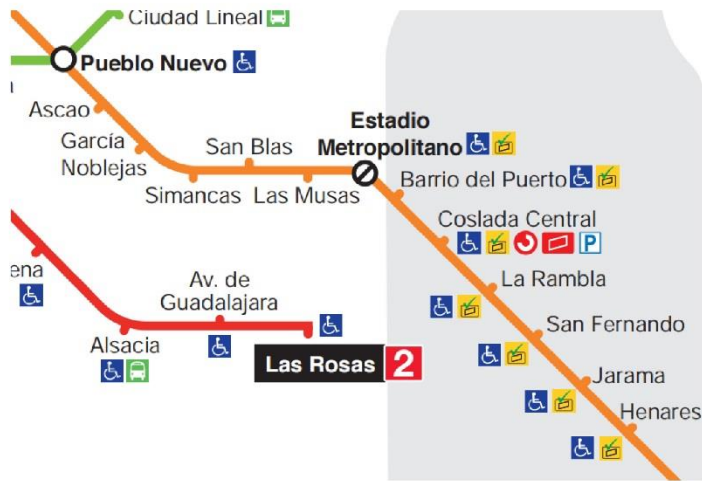 Ciudad Lineal
Pueblo Nuevo
Ascao
García
Noblejas
San Blas
Simancas
Las Musas
Estadio
Metropolitano
Barrio del Puerto
Coslada Central
P
La Rambla
San Fernando
Jarama
Henares
ena
Av. de
Guadalajara
Alsacia
Las Rosas 2